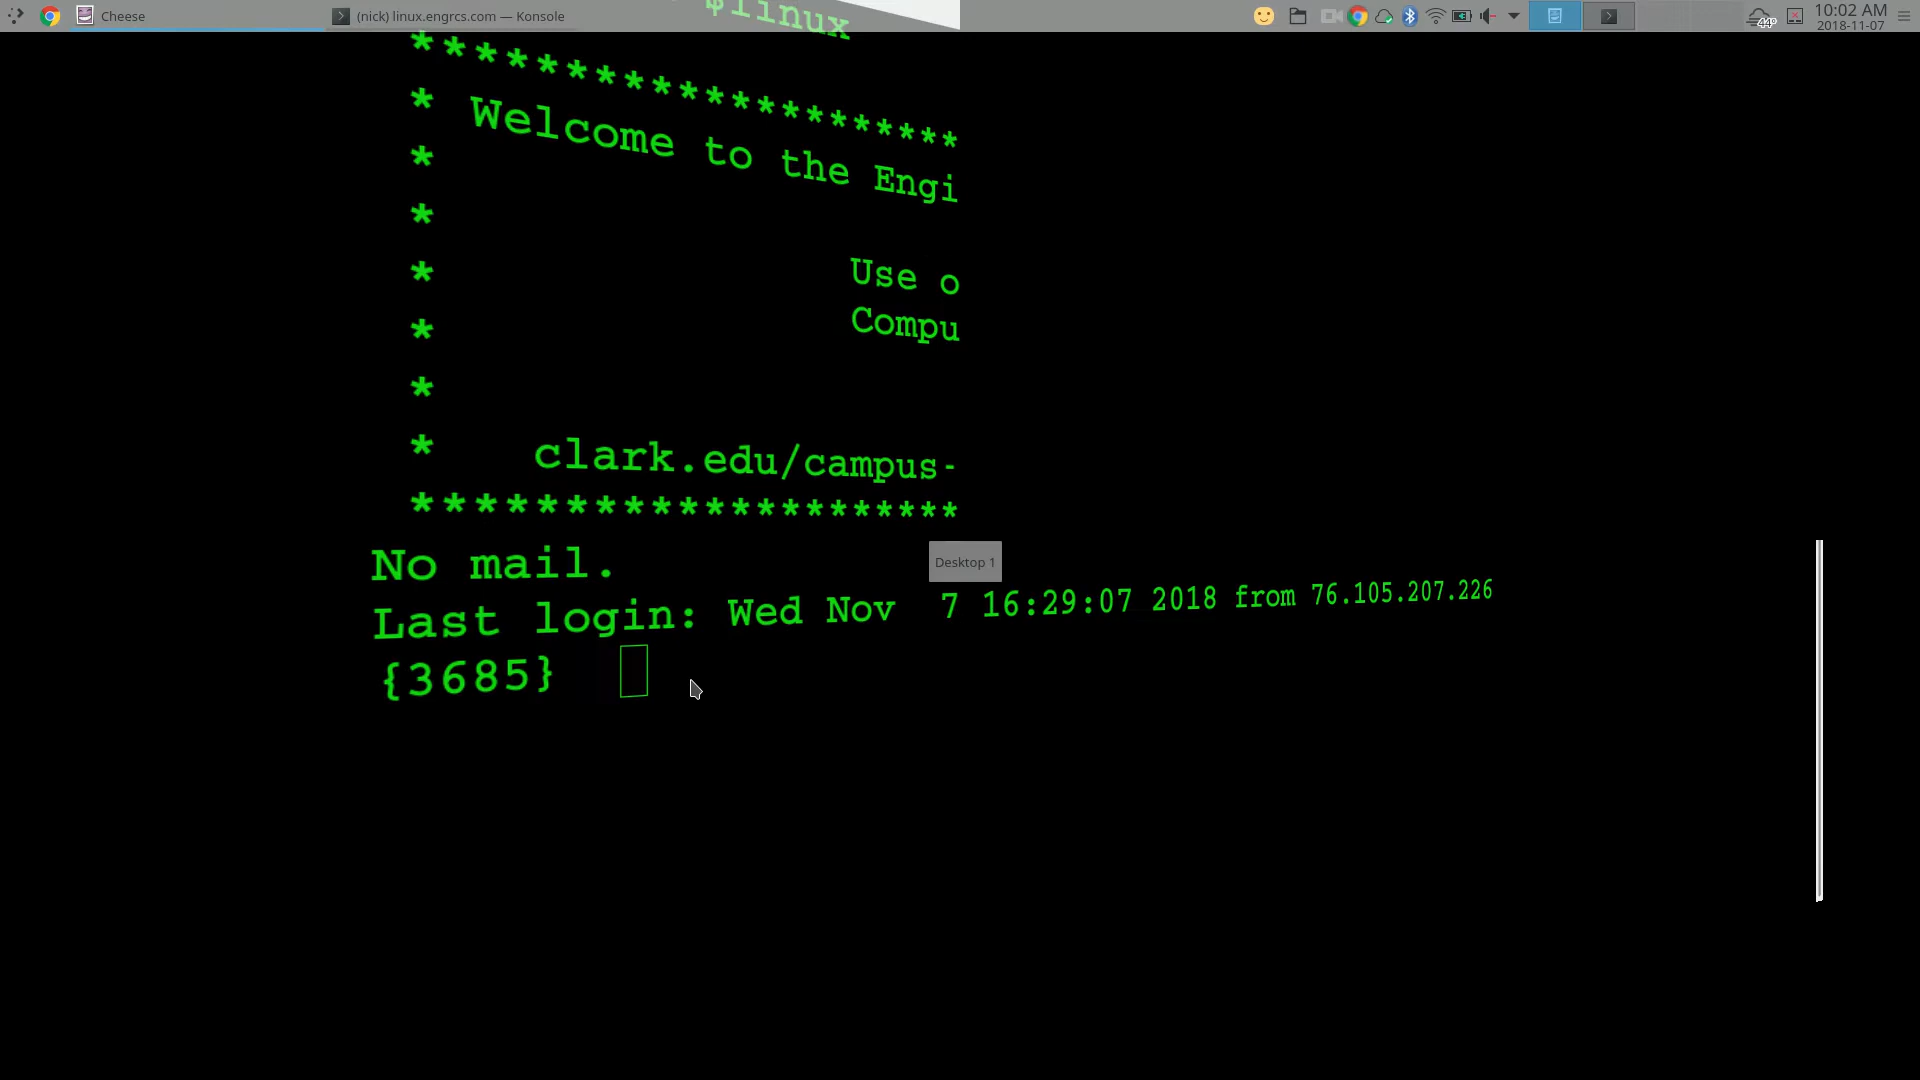 Cheese
(nick) linux.engrcs.com — Konsole
44°
10:02 AM
2018-11-07
$linux
********************
* Welcome to the Engi
*
*
* Use o
* Compu
*
* clark.edu/campus-
********************
No mail.
Desktop 1
Last login: Wed Nov 7 16:29:07 2018 from 76.105.207.226
{3685}